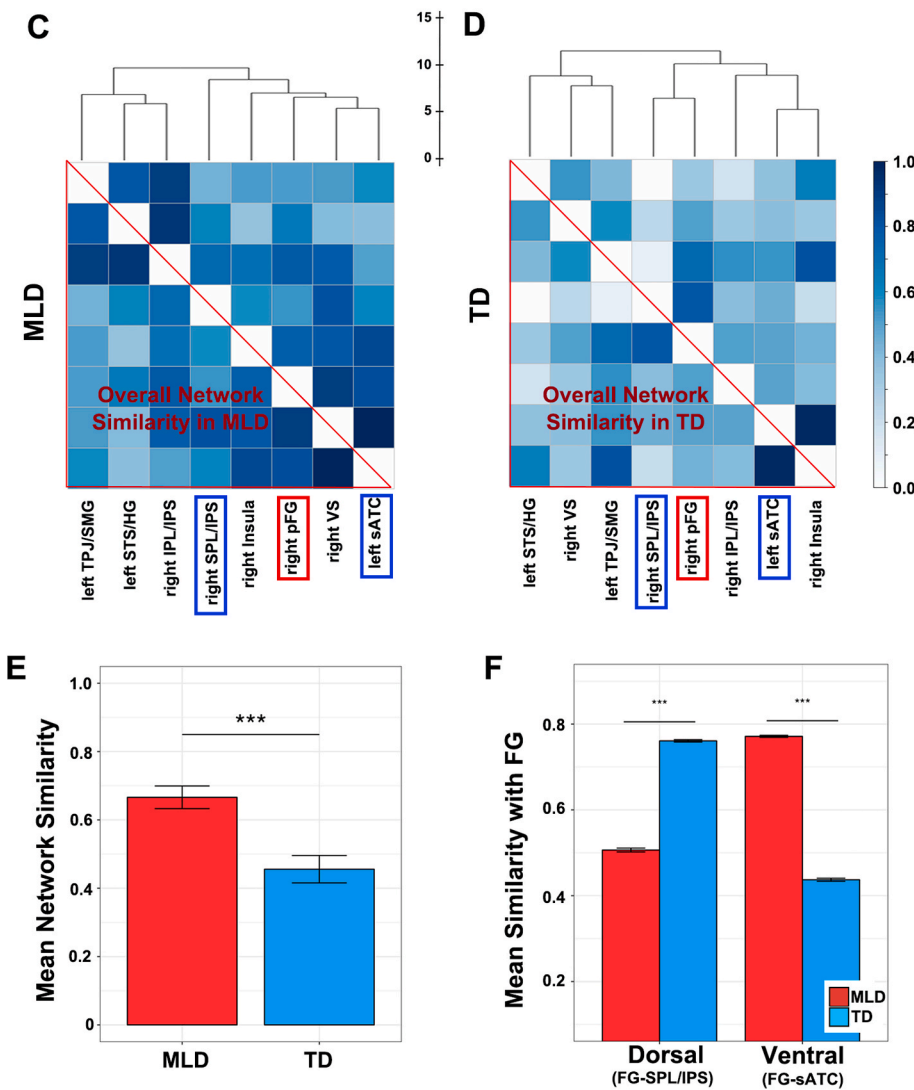 C
D
15
10
5
0
MLD
Overall Network
Similarity in MLD
left TPJ/SMG
left STS/HG
right IPL/IPS
right SPL/IPS
right Insula
right pFG
right VS
left sATC
TD
Overall Network
Similarity in TD
left STS/HG
right VS
left TPJ/SMG
right SPL/IPS
right pFG
right IPL/IPS
left sATC
right Insula
1.0
0.8
0.6
0.4
0.2
0.0
E
Mean Network Similarity
1.0
0.8
0.6
0.4
0.2
0
***
MLD
TD
F
Mean Similarity with FG
0.8
0.6
0.4
0.2
***
***
MLD
TD
Dorsal
(FG-SPL/IPS)
Ventral
(FG-sATC)